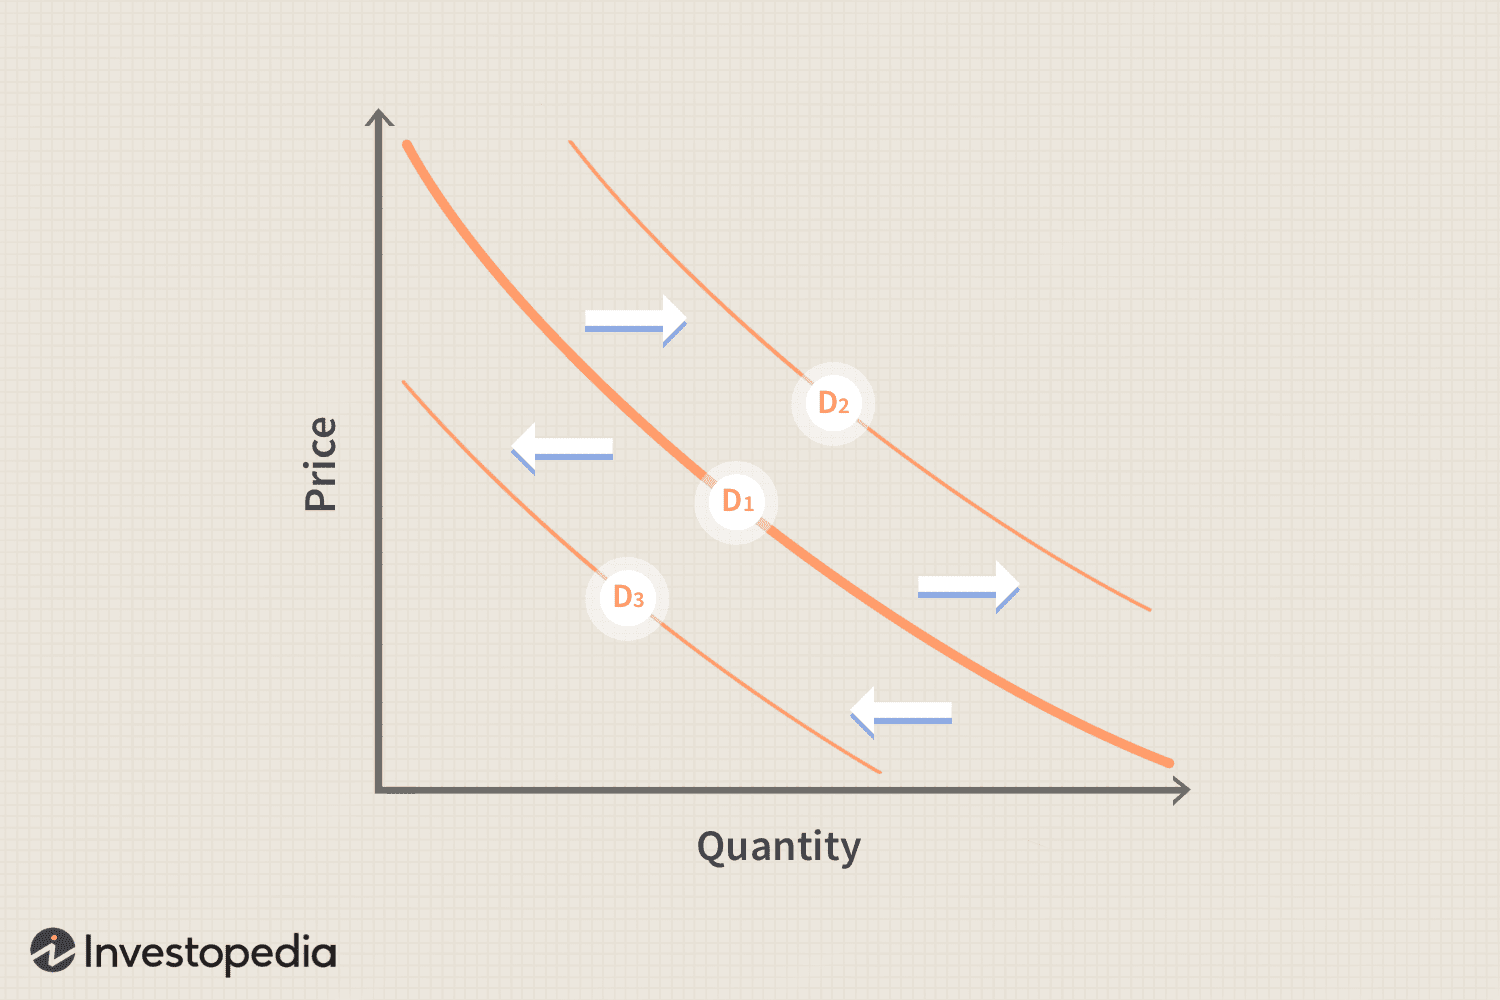 D2
Price
D1
D3
Quantity
Investopedia